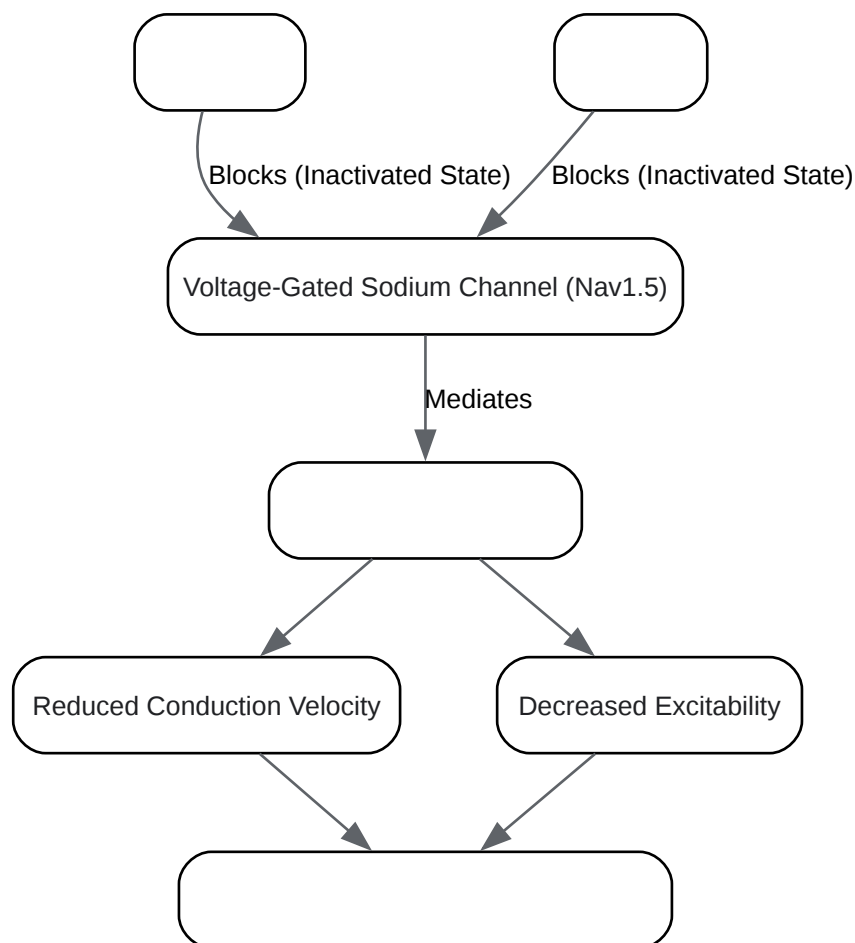 Blocks (Inactivated State)
Blocks (Inactivated State)
Voltage-Gated Sodium Channel (Nav1.5)
Mediates
Reduced Conduction Velocity
Decreased Excitability